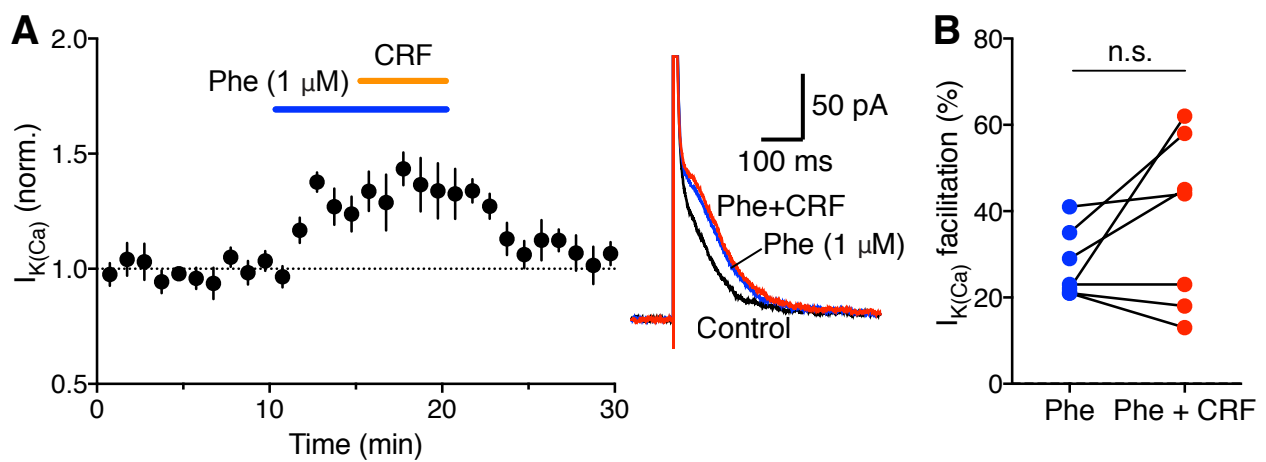 A
2.0
1.5
1.0
0.5
I K(Ca) (norm.)
CRF
Phe (1 μM)
0
10
20
30
Time (min)
50 pA
100 ms
Phe+CRF
Phe (1 μM)
Control
B
80
60
40
20
0
I K(Ca) facilitation (%)
n.s.
Phe
Phe + CRF